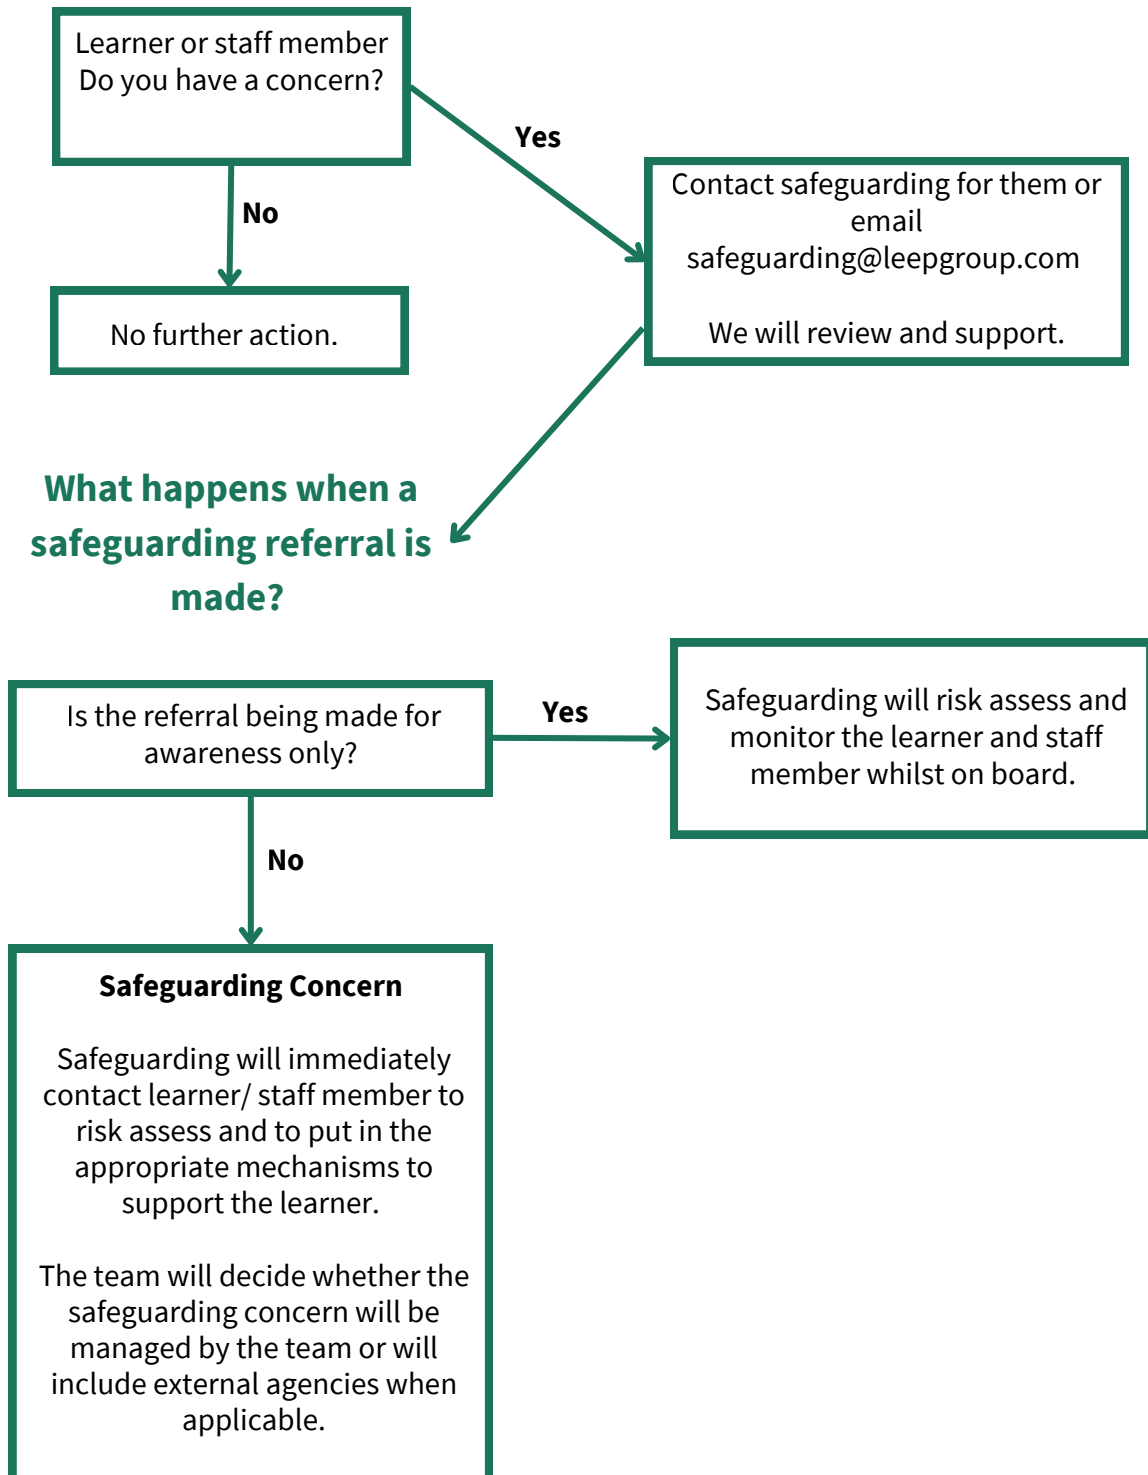 Learner or staff member
Do you have a concern?
Yes
No
Contact safeguarding for them or
email
safeguarding@leepgroup.com
We will review and support.
No further action.
What happens when a
safeguarding referral is
made?
Is the referral being made for
awareness only?
Yes
Safeguarding will risk assess and
monitor the learner and staff
member whilst on board.
No
Safeguarding Concern
Safeguarding will immediately
contact learner/ staff member to
risk assess and to put in the
appropriate mechanisms to
support the learner.
The team will decide whether the
safeguarding concern will be
managed by the team or will
include external agencies when
applicable.